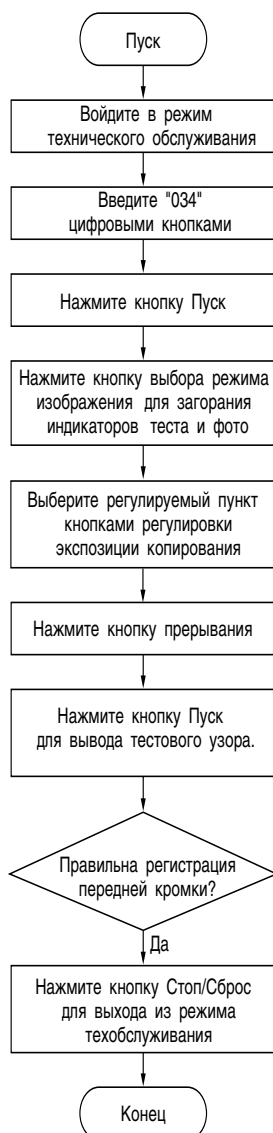 Пуск
Войдите в режим
технического обслуживания
Введите "034"
цифровыми кнопками
Нажмите кнопку Пуск
Нажмите кнопку выбора режима
изображения для загорания
индикаторов теста и фото
Выберите регулируемый пункт
кнопками регулировки
экспозиции копирования
Нажмите кнопку прерывания
Нажмите кнопку Пуск
для вывода тестового узора.
Правильна регистрация
передней кромки?
Да
Нажмите кнопку Стоп/Сброс
для выхода из режима
техобслуживания
Конец